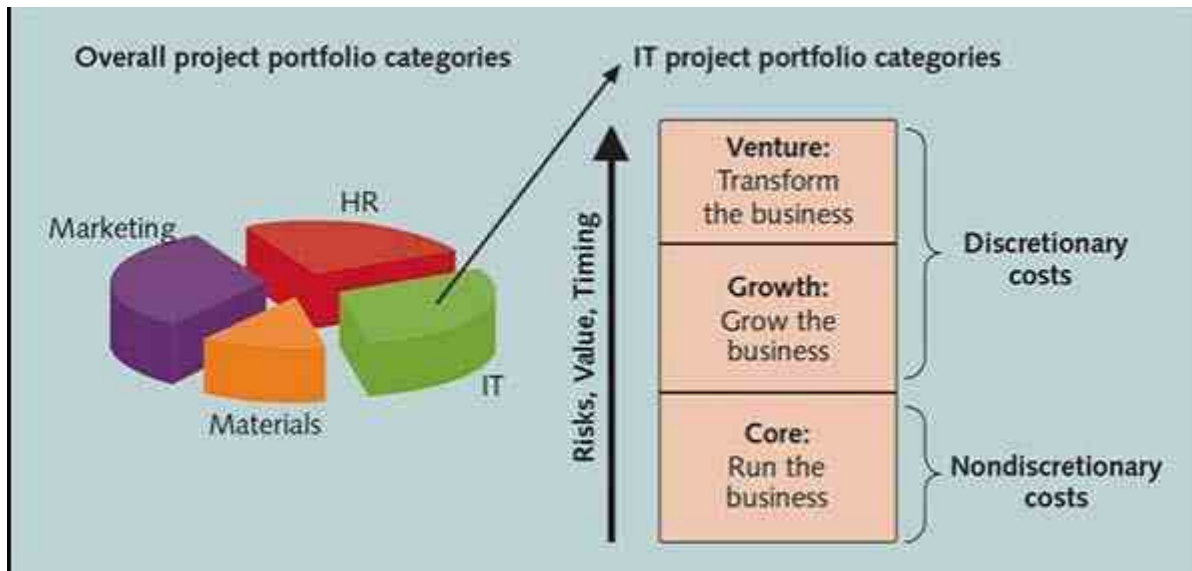 Overall project portfolio categories
IT project portfolio categories
Marketing
HR
Materials
IT
Risks, Value, Timing
Venture:
Transform
the business
Growth:
Grow the
business
Core:
Run the
business
Discretionary
costs
Nondiscretionary
costs